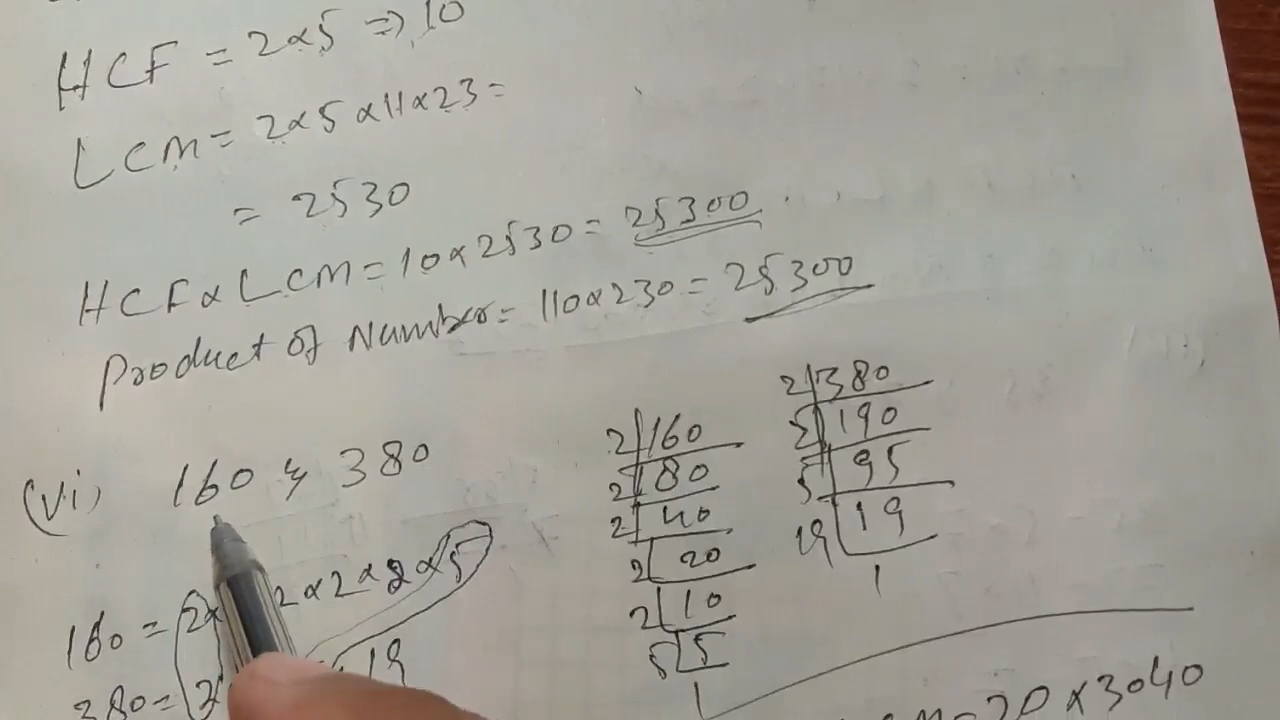 HCF = 2×5 ⇒ 10
LCM = 2×5×11×23 =
= 2530
HCF×LCM = 10×2530 = 25300
Product of Number = 110×230 = 25300
(vi) 160 & 380
160 = 2× 2×2×2×5
380 = 2 19
2 160
2 80
2 40
2 20
2 10
5 5
1
2 380
2 190
5 95
19 19
1
= 20×3040